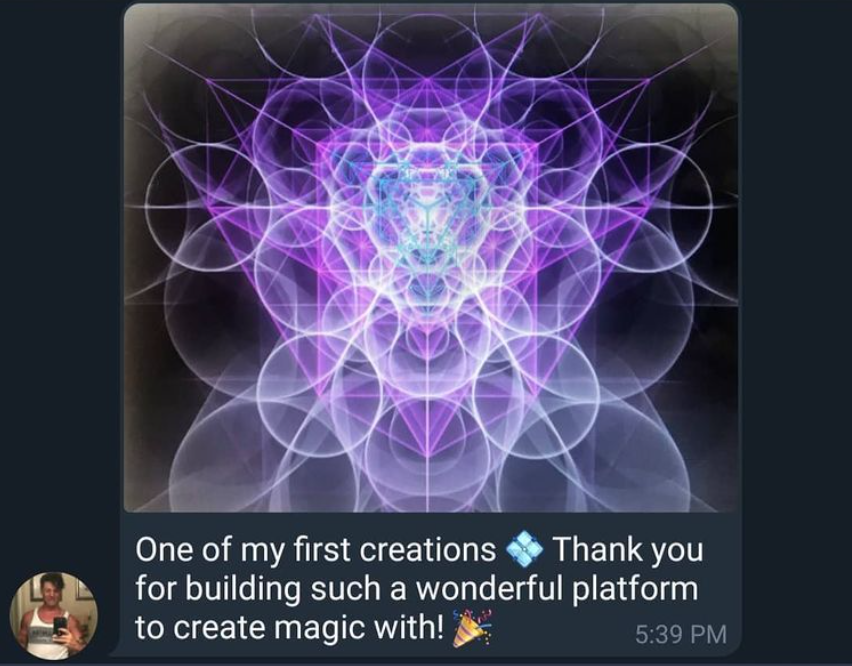 One of my first creations 💠 Thank you
for building such a wonderful platform
to create magic with! 🎉
5:39 PM